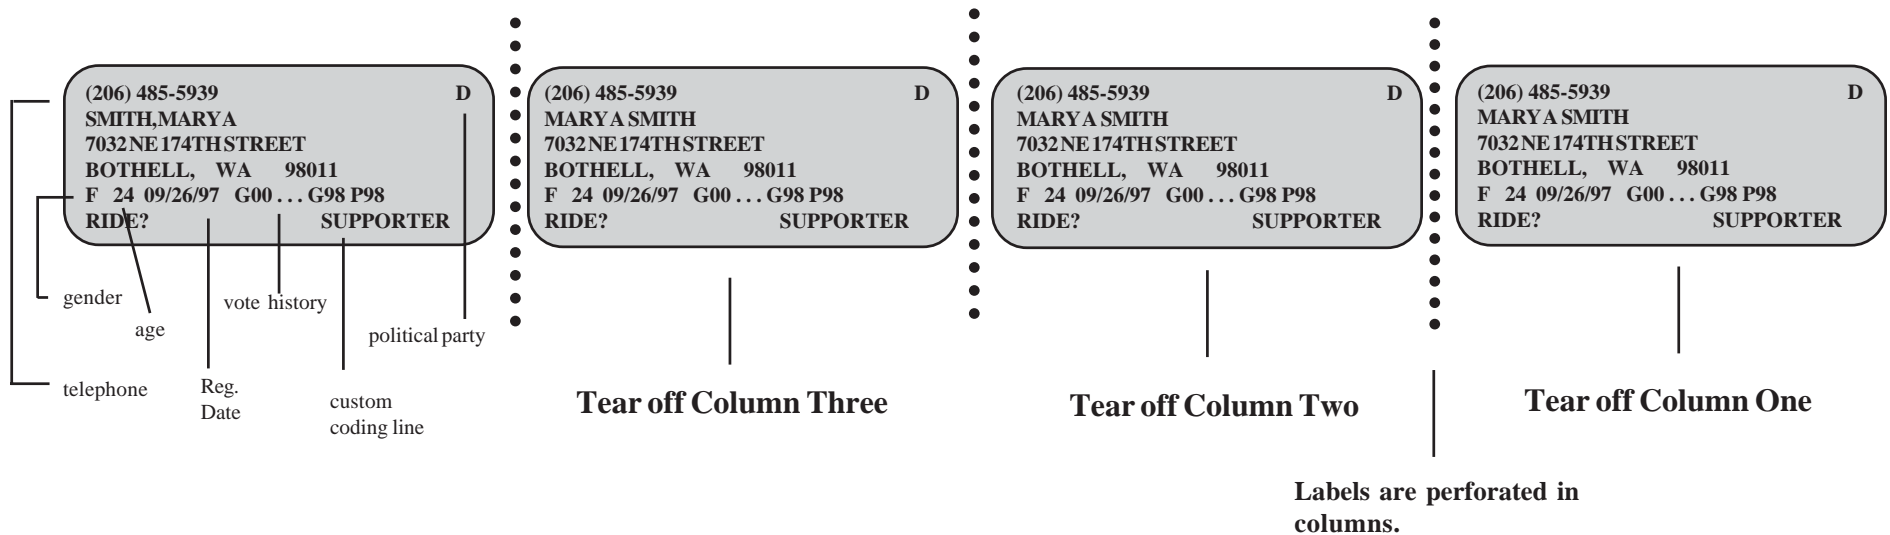 (206) 485-5939 D
SMITH, MARY A
7032 NE 174TH STREET
BOTHELL, WA 98011
F 24 09/26/97 G00 . . . G98 P98
RIDE? SUPPORTER
gender
age
telephone
Reg.
Date
vote history
custom
coding line
political party
(206) 485-5939 D
MARY A SMITH
7032 NE 174TH STREET
BOTHELL, WA 98011
F 24 09/26/97 G00 . . . G98 P98
RIDE? SUPPORTER
Tear off Column Three
(206) 485-5939 D
MARY A SMITH
7032 NE 174TH STREET
BOTHELL, WA 98011
F 24 09/26/97 G00 . . . G98 P98
RIDE? SUPPORTER
Tear off Column Two
(206) 485-5939 D
MARY A SMITH
7032 NE 174TH STREET
BOTHELL, WA 98011
F 24 09/26/97 G00 . . . G98 P98
RIDE? SUPPORTER
Tear off Column One
Labels are perforated in
columns.